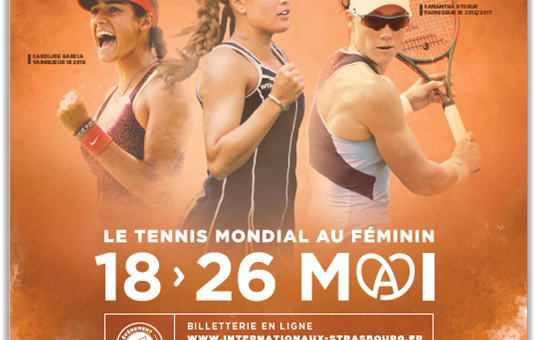 CAROLINE GARCIA
VAINQUEUR IS 2016
SAMANTHA STOSUR
VAINQUEUR IS 2015/2017
LE TENNIS MONDIAL AU FÉMININ
18 > 26 MAI
ÉVÉNEMENT
BILLETTERIE EN LIGNE
WWW.INTERNATIONAUX-STRASBOURG.FR